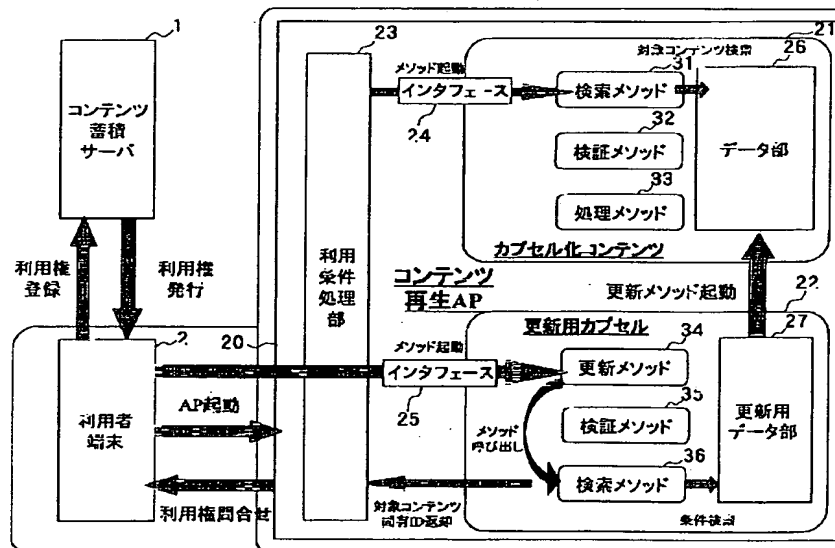 1
コンテンツ
蓄積
サーバ
利用権
登録
利用権
発行
2
利用者
端末
20
AP起動
利用権問合せ
23
利用
条件
処理
部
メソッド起動
インタフェース
24
コンテンツ
再生AP
メソッド起動
インタフェース
25
対象コンテンツ
固有ID返却
21
対象コンテンツ検索
31
検索メソッド
32
検証メソッド
33
処理メソッド
26
データ部
カプセル化コンテンツ
更新メソッド起動
22
更新用カプセル
34
更新メソッド
35
検証メソッド
メソッド
呼び出し
36
検索メソッド
27
更新用
データ部
条件検索